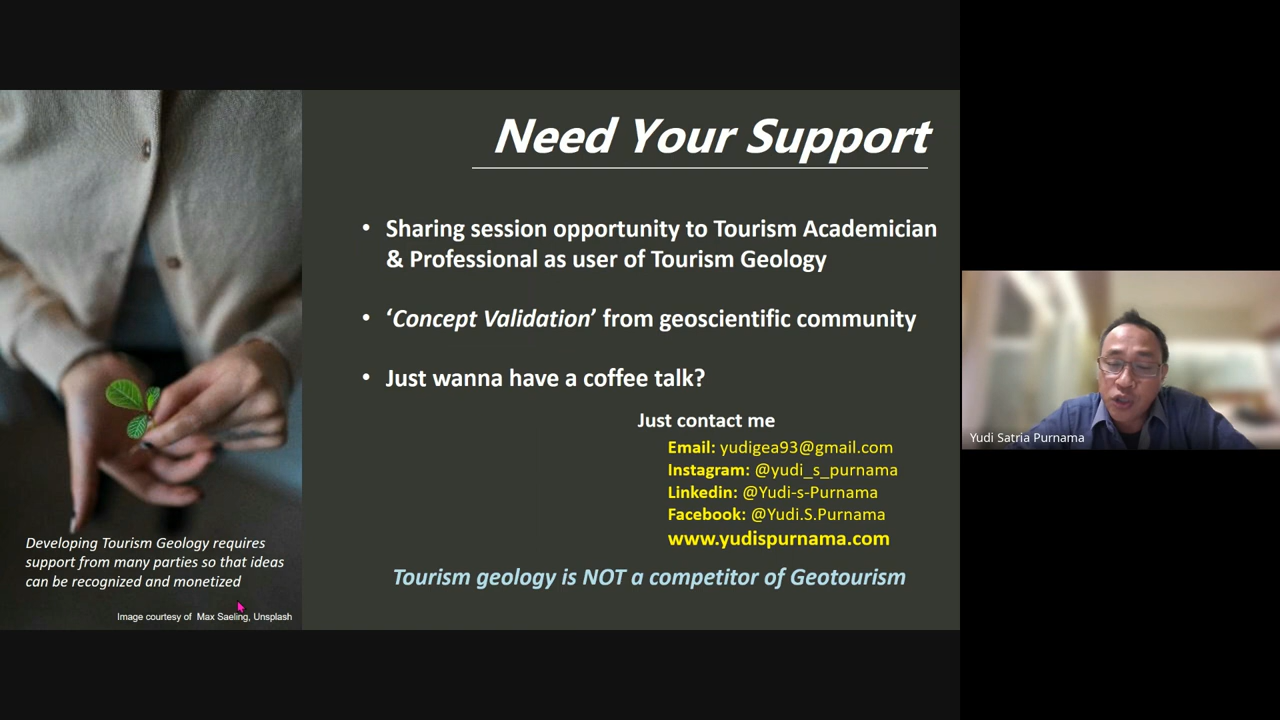 Need Your Support
• Sharing session opportunity to Tourism Academician
& Professional as user of Tourism Geology
• ‘Concept Validation’ from geoscientific community
• Just wanna have a coffee talk?
Just contact me
Email: yudigea93@gmail.com
Instagram: @yudi_s_purnama
Linkedin: @Yudi-s-Purnama
Facebook: @Yudi.S.Purnama
www.yudispurnama.com
Tourism geology is NOT a competitor of Geotourism
Developing Tourism Geology requires
support from many parties so that ideas
can be recognized and monetized
Image courtesy of Max Saeling, Unsplash
Yudi Satria Purnama